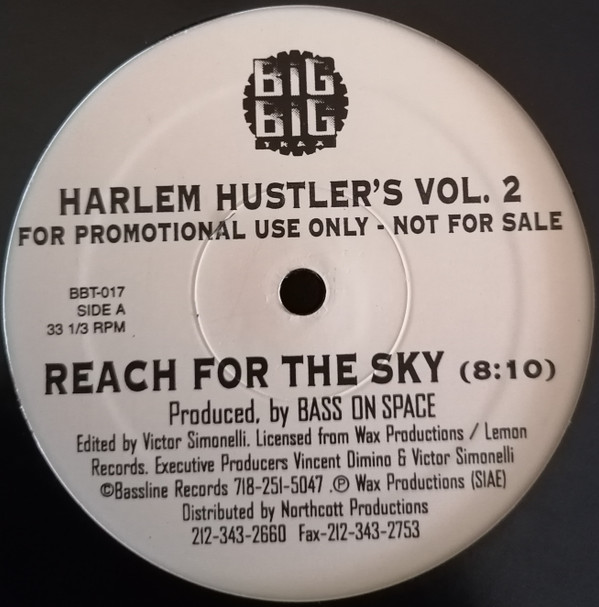 BIG
BIG
TRAX
HARLEM HUSTLER'S VOL. 2
FOR PROMOTIONAL USE ONLY - NOT FOR SALE
BBT-017
SIDE A
33 1/3 RPM
REACH FOR THE SKY (8:10)
Produced, by BASS ON SPACE
Edited by Victor Simonelli. Licensed from Wax Productions / Lemon
Records. Executive Producers Vincent Dimino & Victor Simonelli
©Bassline Records 718-251-5047 .℗ Wax Productions (SIAE)
Distributed by Northcott Productions
212-343-2660 Fax-212-343-2753